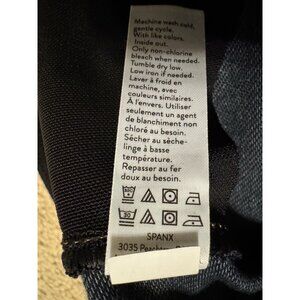 Machine wash cold,
gentle cycle.
With like colors.
Inside out.
Only non-chlorine
bleach when needed.
Tumble dry low.
Low iron if needed.
Laver à froid en
machine, avec
couleurs similaires.
À l'envers. Utiliser
seulement un agent
de blanchiment non
chloré au besoin.
Sécher au sèche-
linge à basse
température.
Repasser au fer
doux au besoin.
SPANX
3035